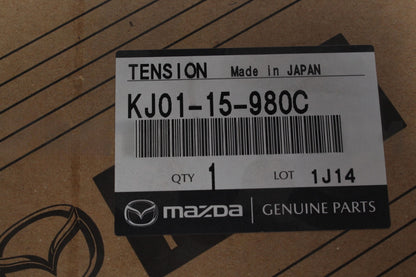 TENSION Made in JAPAN
KJ01-15-980C
QTY 1 LOT 1J14
mazda GENUINE PARTS